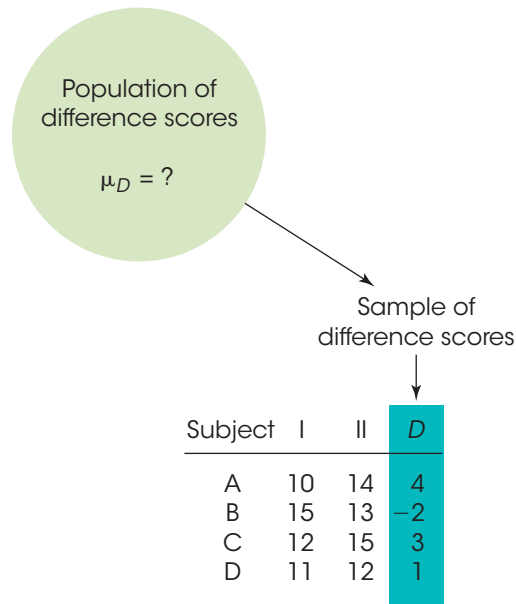 Population of
difference scores
μD = ?
Sample of
difference scores
Subject I II D
A 10 14 4
B 15 13 −2
C 12 15 3
D 11 12 1